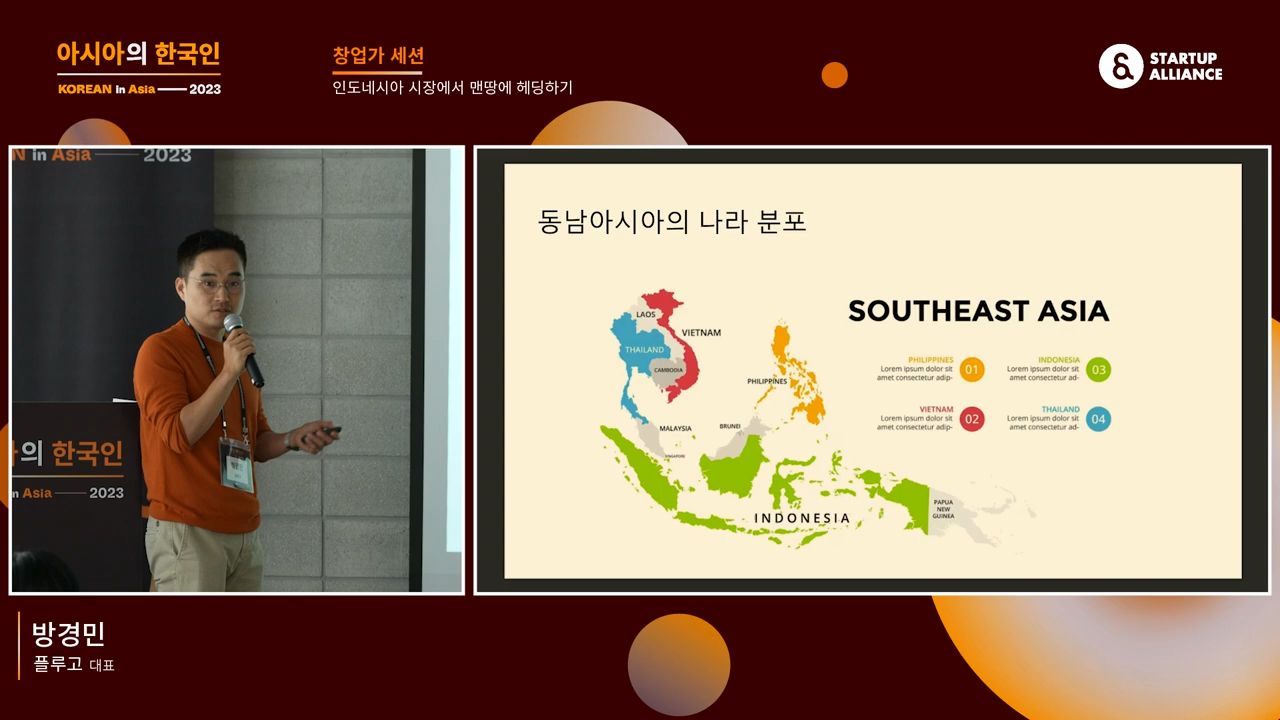 아시아의 한국인
KOREAN in Asia 2023
창업가 세션
인도네시아 시장에서 맨땅에 헤딩하기
STARTUP
ALLIANCE
N in Asia 2023
의 한국인
in Asia 2023
방경민
플루고 대표
동남아시아의 나라 분포
SOUTHEAST ASIA
LAOS
VIETNAM
THAILAND
CAMBODIA
PHILIPPINES
MALAYSIA
BRUNEI
SINGAPORE
INDONESIA
PAPUA
NEW
GUINEA
PHILIPPINES
Lorem ipsum dolor sit
amet consectetur adip-
01
INDONESIA
Lorem ipsum dolor sit
amet consectetur ad-
03
VIETNAM
Lorem ipsum dolor sit
amet consectetur adip-
02
THAILAND
Lorem ipsum dolor sit
amet consectetur ad-
04